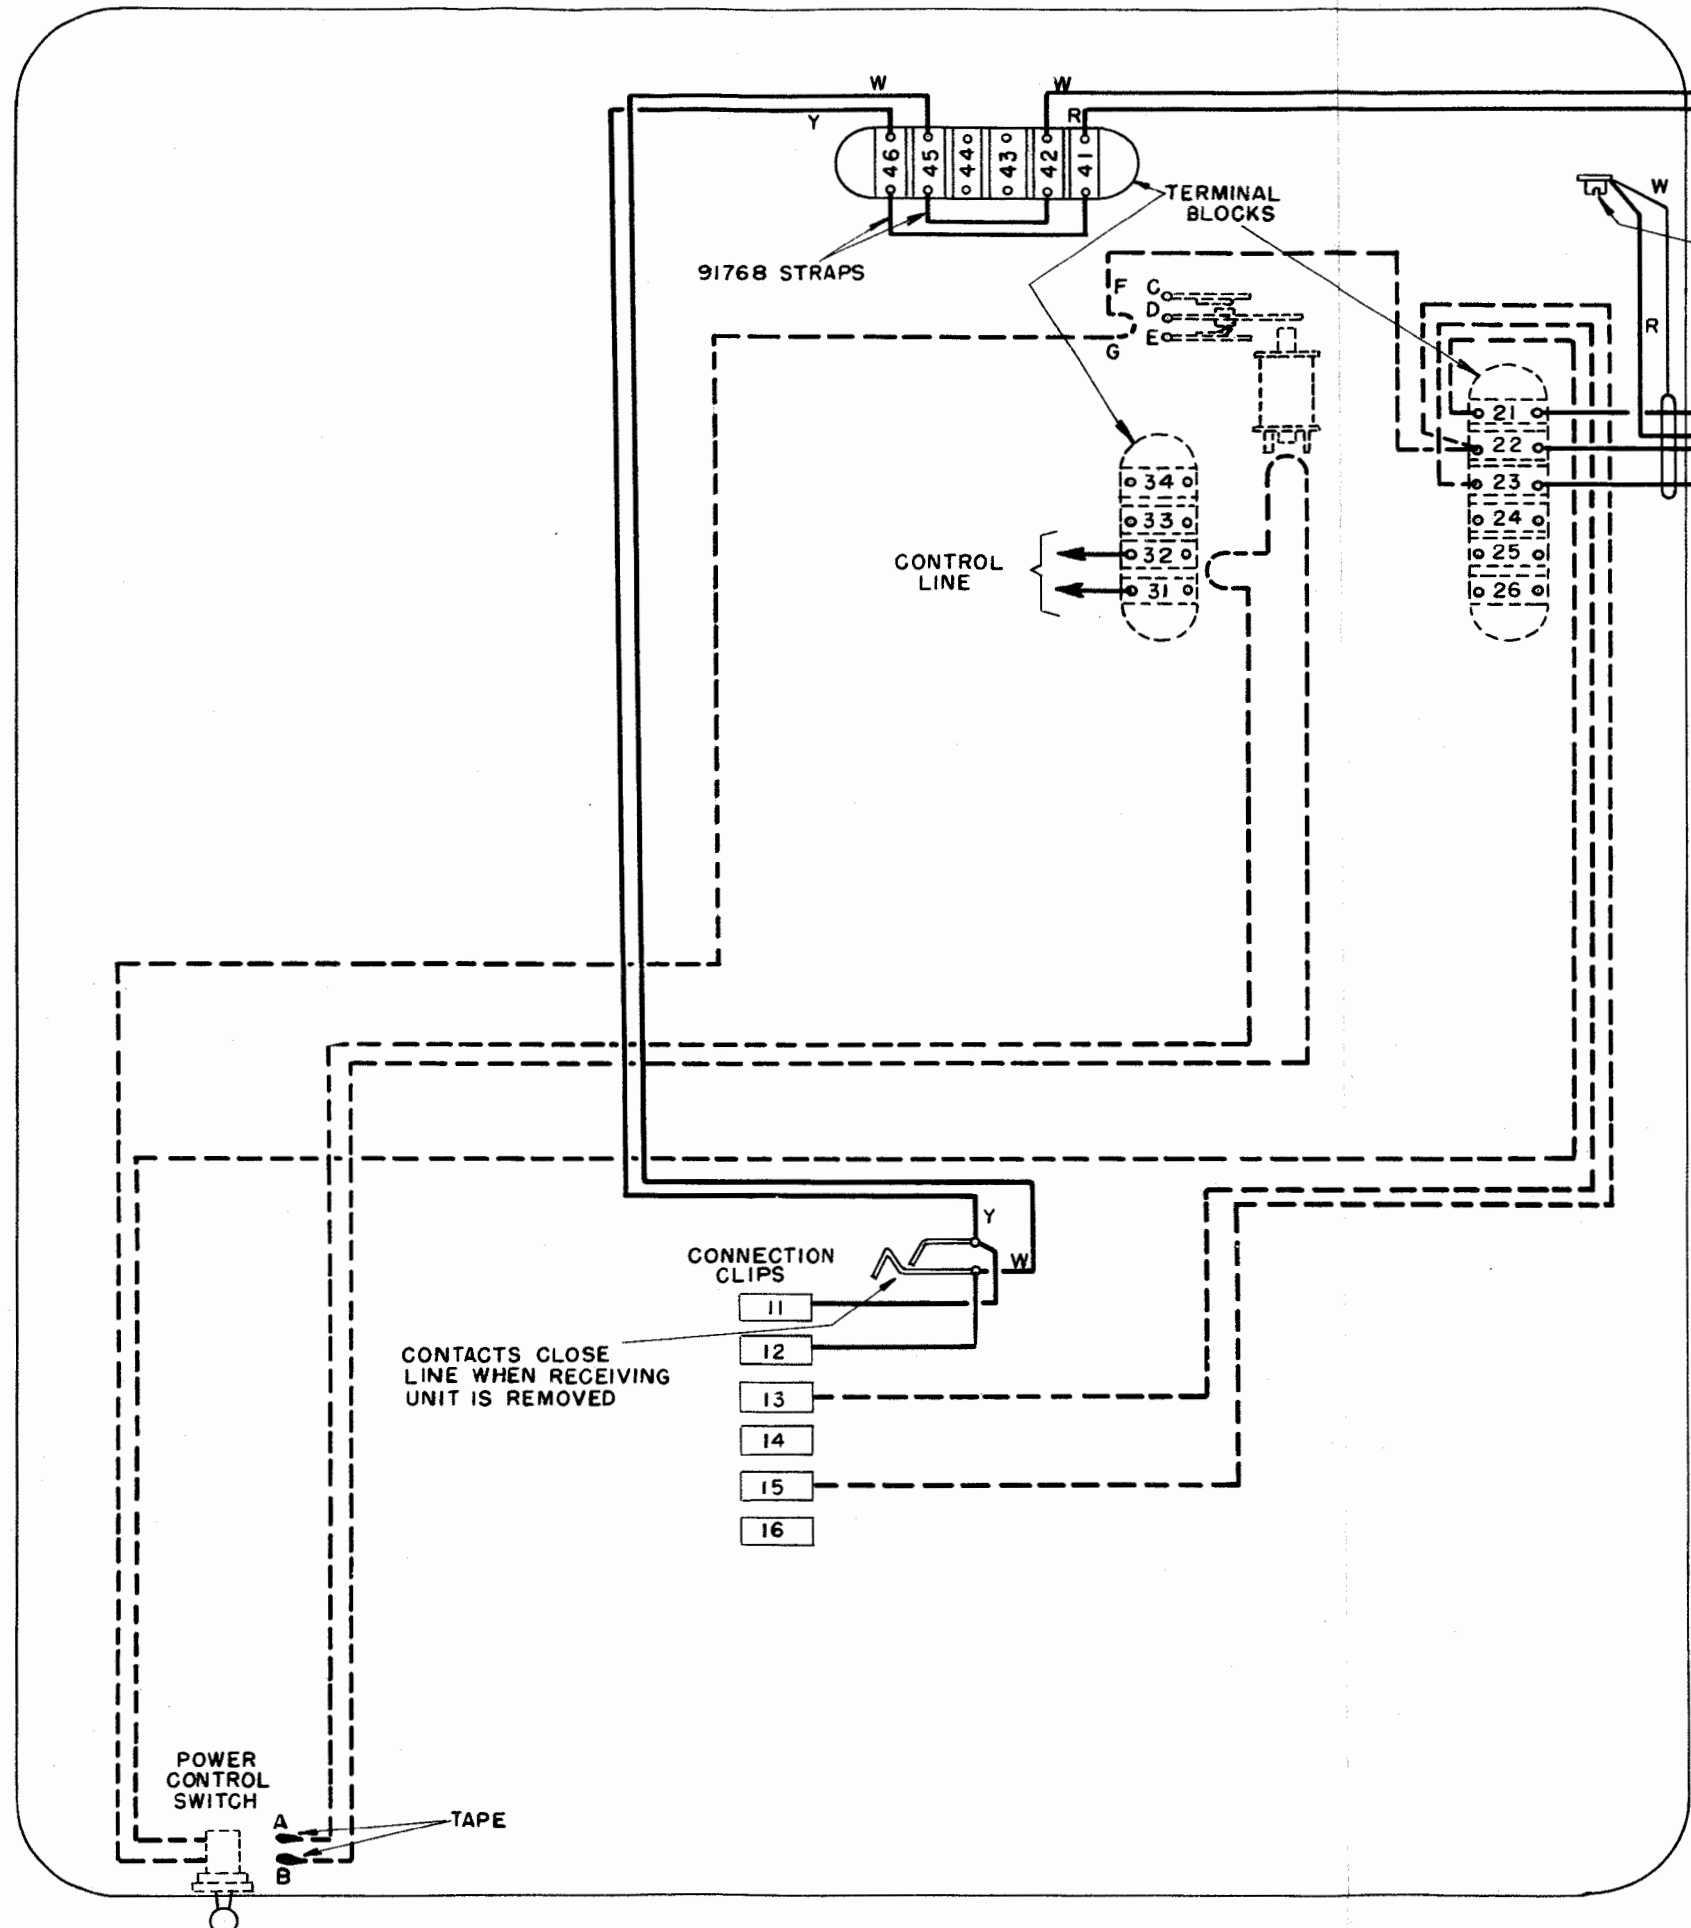 W
W
Y
R
46 45 44 43 42 41
TERMINAL
BLOCKS
W
91768 STRAPS
F
C
D
E
G
R
21
22
23
24
25
26
34
33
32
31
CONTROL
LINE
Y
W
CONNECTION
CLIPS
11
12
13
14
15
16
CONTACTS CLOSE
LINE WHEN RECEIVING
UNIT IS REMOVED
POWER
CONTROL
SWITCH
A
TAPE
B